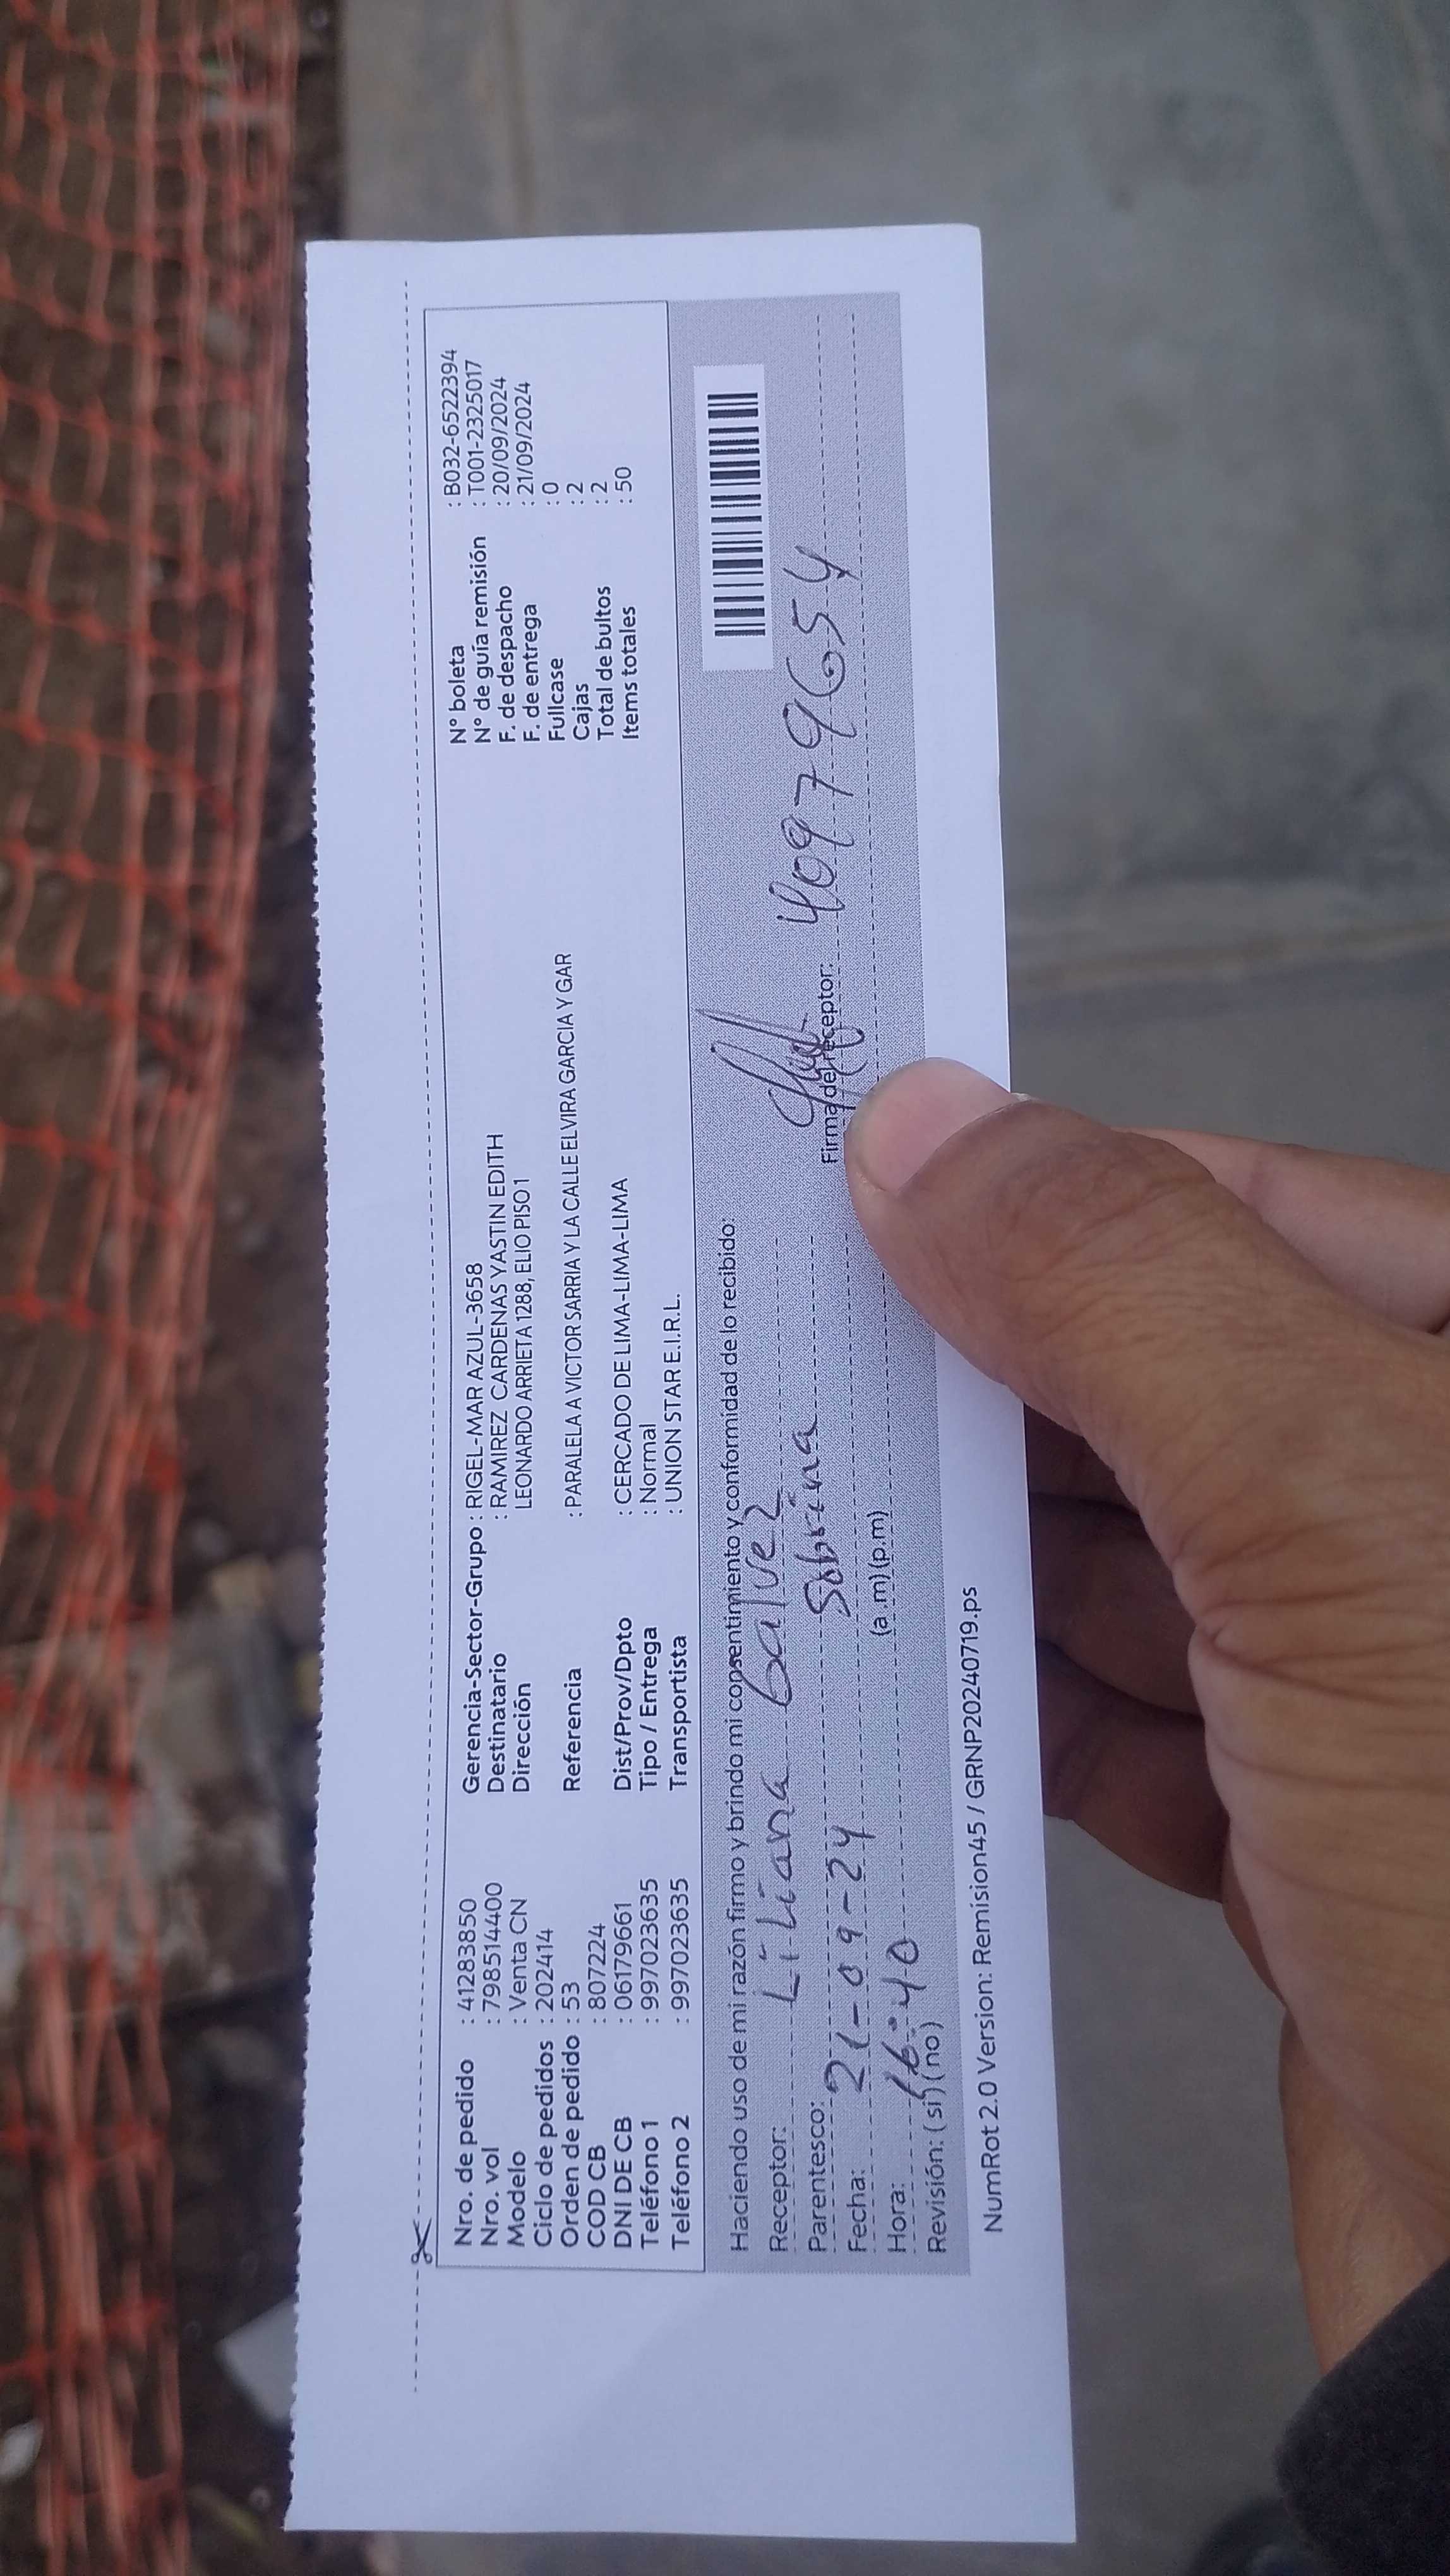 Nro. de pedido : 41283850 Gerencia-Sector-Grupo : RIGEL-MAR AZUL-3658 N° boleta : B032-6522394
Nro. vol : 798514400 Destinatario : RAMIREZ CARDENAS YASTIN EDITH N° de guía remisión : T001-2325017
Modelo : Venta CN Dirección LEONARDO ARRIETA 1288, ELIO PISO1 F. de despacho : 20/09/2024
Ciclo de pedidos : 202414 F. de entrega : 21/09/2024
Orden de pedido : 53 Referencia : PARALELA A VICTOR SARRIA Y LA CALLE ELVIRA GARCIA Y GAR Fullcase : 0
COD CB : 807224 Cajas : 2
DNI DE CB : 06179661 Dist/Prov/Dpto : CERCADO DE LIMA-LIMA-LIMA Total de bultos : 2
Teléfono 1 : 997023635 Tipo / Entrega : Normal Items totales : 50
Teléfono 2 : 997023635 Transportista : UNION STAR E.I.R.L.
Haciendo uso de mi razón firmo y brindo mi consentimiento y conformidad de lo recibido:
Receptor: Liliana Galvez
Parentesco: Sobrina Firma del receptor: 40979654
Fecha: 21-09-24
Hora: 16:40 (a.m)(p.m)
Revisión: (si)(no)
NumRot 2.0 Version: Remision45 / GRNP20240719.ps